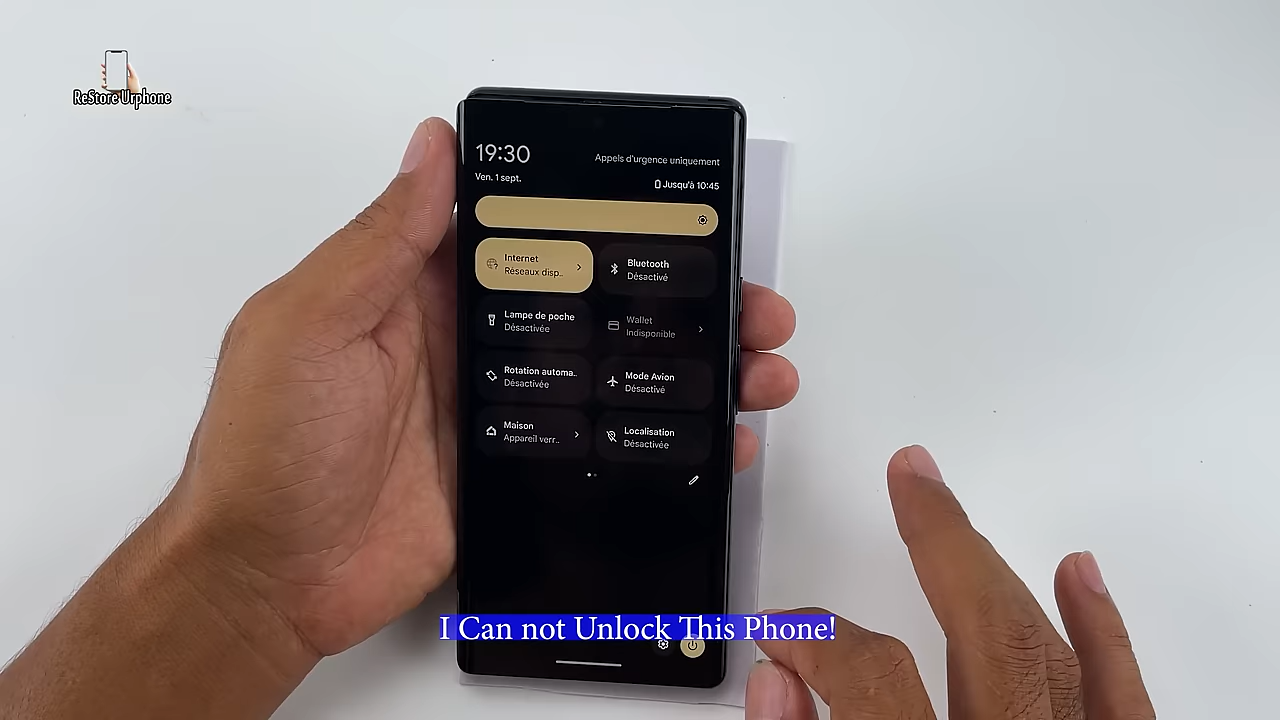 ReStore Urphone
19:30
Appels d'urgence uniquement
Ven. 1 sept.
Jusqu'à 10:45
Internet
Réseaux disp..
Bluetooth
Désactivé
Lampe de poche
Désactivée
Wallet
Indisponible
Rotation automa..
Désactivée
Mode Avion
Désactivé
Maison
Appareil verr..
Localisation
Désactivée
I Can not Unlock This Phone!